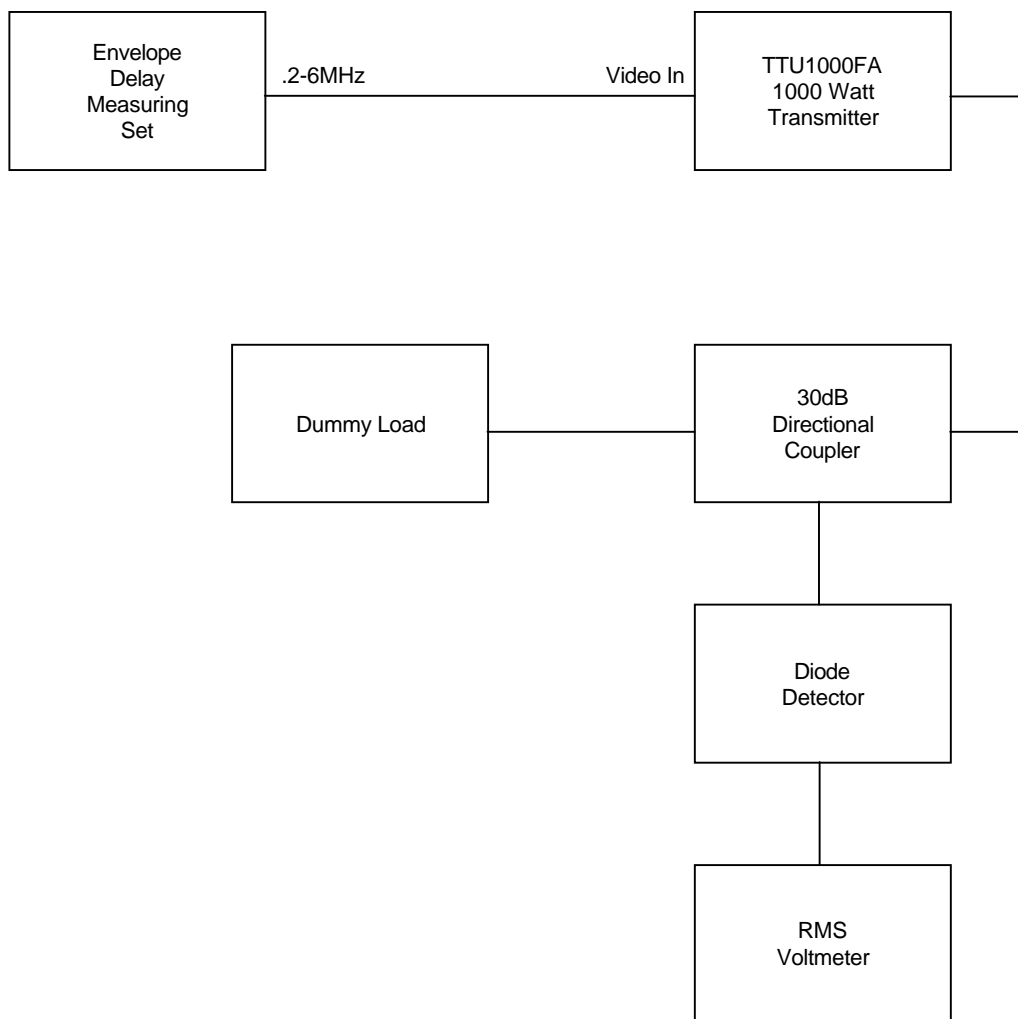 Envelope
Delay
Measuring
Set
.2-6MHz
Video In
TTU1000FA
1000 Watt
Transmitter
Dummy Load
30dB
Directional
Coupler
Diode
Detector
RMS
Voltmeter